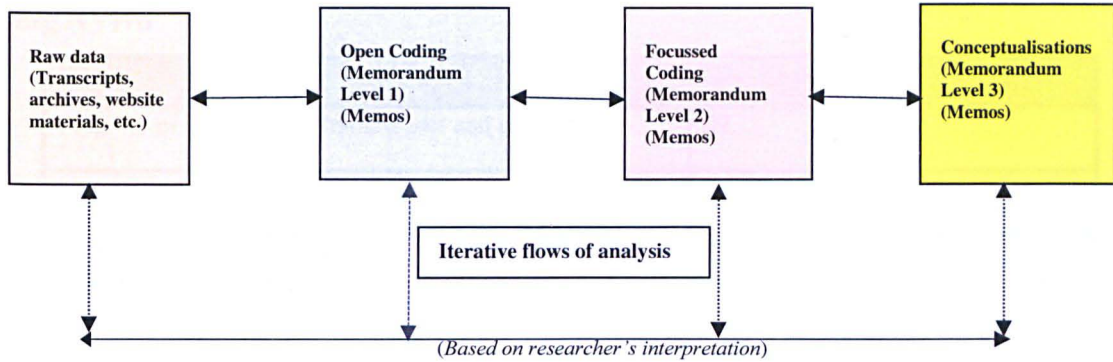 Raw data
(Transcripts,
archives, website
materials, etc.)
Open Coding
(Memorandum
Level 1)
(Memos)
Focussed
Coding
(Memorandum
Level 2)
(Memos)
Conceptualisations
(Memorandum
Level 3)
(Memos)
Iterative flows of analysis
(Based on researcher's interpretation)